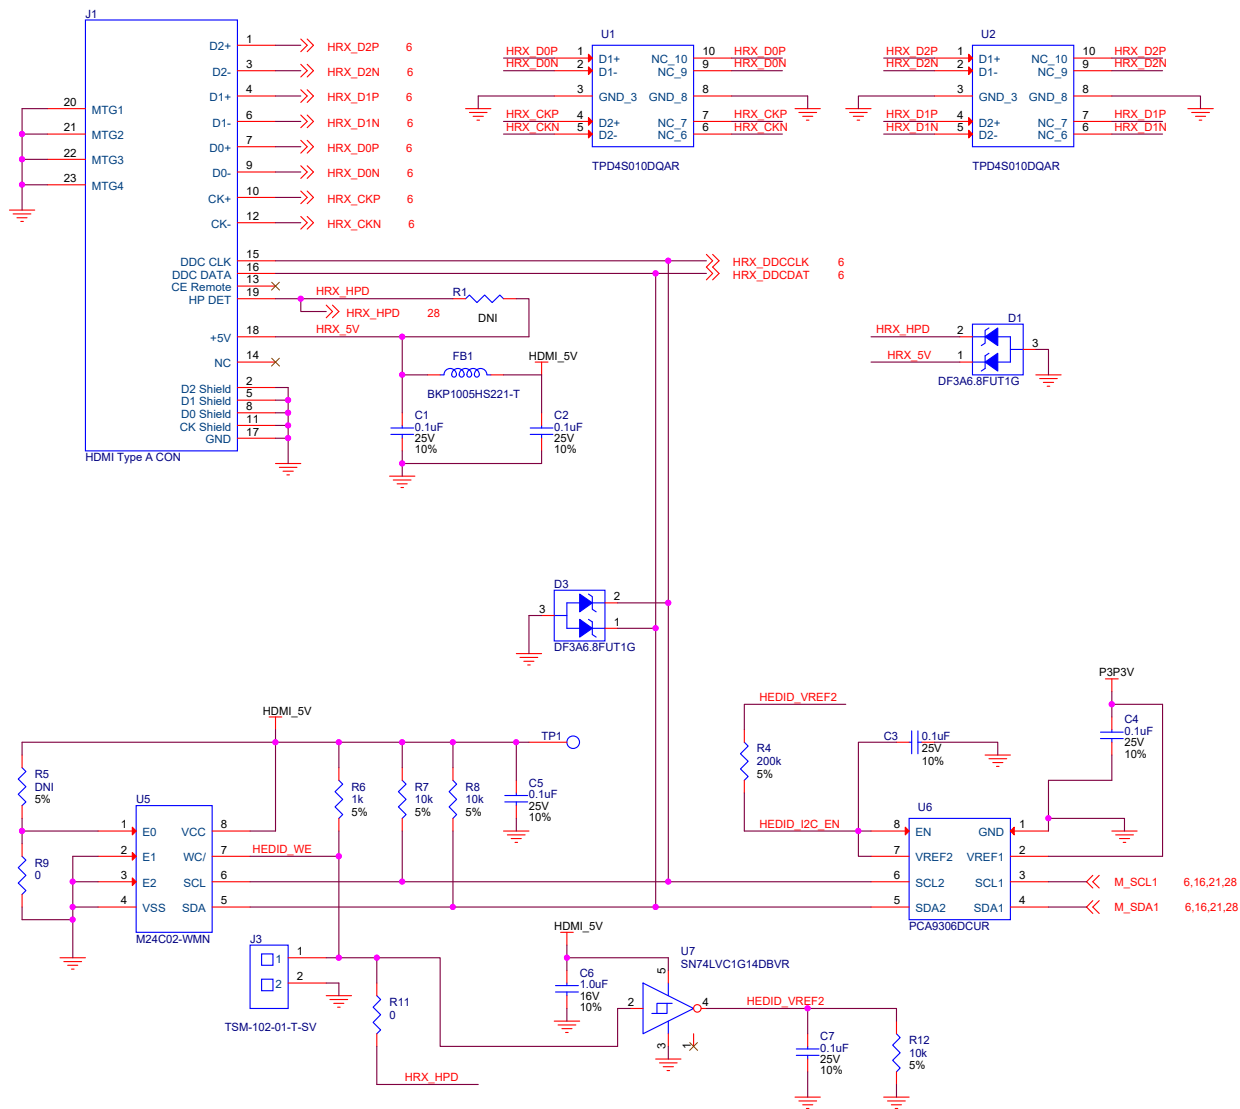 J1
D2+ 1 HRX_D2P 6
D2- 3 HRX_D2N 6
D1+ 4 HRX_D1P 6
D1- 6 HRX_D1N 6
D0+ 7 HRX_D0P 6
D0- 9 HRX_D0N 6
CK+ 10 HRX_CKP 6
CK- 12 HRX_CKN 6
20 MTG1
21 MTG2
22 MTG3
23 MTG4
DDC CLK 15 HRX_DDCCLK 6
DDC DATA 16 HRX_DDCDAT 6
CE Remote 13
HP DET 19 HRX_HPD R1
HRX_HPD 28 DNI
+5V 18 HRX_5V
NC 14
D2 Shield 2
D1 Shield 5
D0 Shield 8
CK Shield 11
GND 17
HDMI Type A CON
FB1 HDMI_5V
BKP1005HS221-T
C1
0.1uF
25V
10%
C2
0.1uF
25V
10%
U1
HRX_D0P 1 D1+ NC_10 10 HRX_D0P
HRX_D0N 2 D1- NC_9 9 HRX_D0N
3 GND_3 GND_8 8
HRX_CKP 4 D2+ NC_7 7 HRX_CKP
HRX_CKN 5 D2- NC_6 6 HRX_CKN
TPD4S010DQAR
U2
HRX_D2P 1 D1+ NC_10 10 HRX_D2P
HRX_D2N 2 D1- NC_9 9 HRX_D2N
3 GND_3 GND_8 8
HRX_D1P 4 D2+ NC_7 7 HRX_D1P
HRX_D1N 5 D2- NC_6 6 HRX_D1N
TPD4S010DQAR
D1
HRX_HPD 2
3
HRX_5V 1
DF3A6.8FUT1G
D3
3 2
1
DF3A6.8FUT1G
HDMI_5V
TP1
R5
DNI
5%
R9
0
U5
1 E0 VCC 8
2 E1 WC/ 7 HEDID_WE
3 E2 SCL 6
4 VSS SDA 5
M24C02-WMN
R6
1k
5%
R7
10k
5%
R8
10k
5%
C5
0.1uF
25V
10%
J3
1 1
2 2
TSM-102-01-T-SV
R11
0
HRX_HPD
HDMI_5V
C6
1.0uF
16V
10%
U7
SN74LVC1G14DBVR
5
2 4 HEDID_VREF2
3 1
C7
0.1uF
25V
10%
R12
10k
5%
HEDID_VREF2
R4
200k
5%
HEDID_I2C_EN
C3 0.1uF
25V
10%
P3P3V
C4
0.1uF
25V
10%
U6
8 EN GND 1
7 VREF2 VREF1 2
6 SCL2 SCL1 3 M_SCL1 6,16,21,28
5 SDA2 SDA1 4 M_SDA1 6,16,21,28
PCA9306DCUR